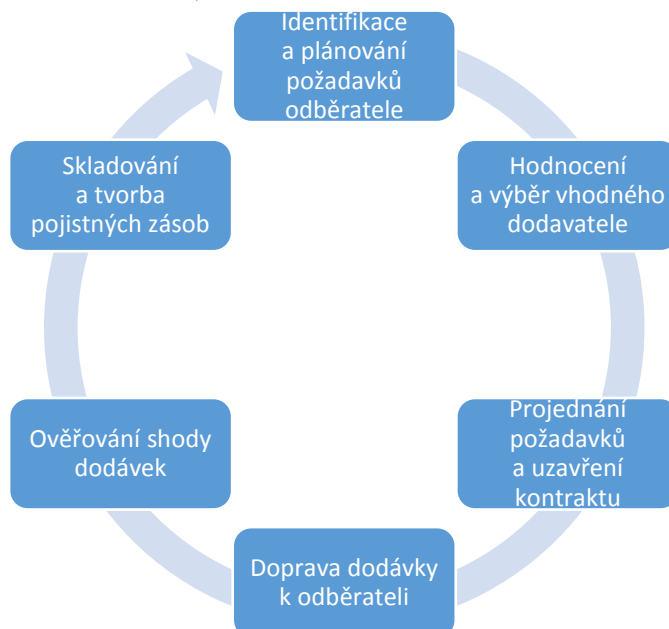 Identifikace
a plánování
požadavků
odběratele
Hodnocení
a výběr vhodného
dodavatele
Projednání
požadavků
a uzavření
kontraktu
Doprava dodávky
k odběrateli
Ověřování shody
dodávek
Skladování
a tvorba
pojistných zásob